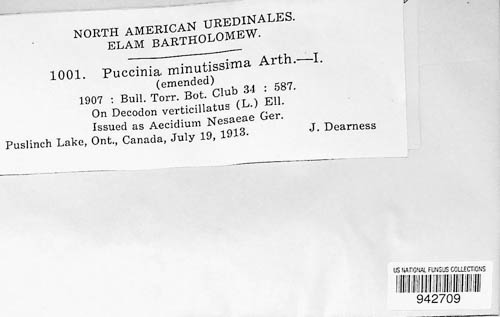 NORTH AMERICAN UREDINALES.
ELAM BARTHOLOMEW.
1001. Puccinia minutissima Arth.—I.
(emended)
1907 : Bull. Torr. Bot. Club 34 : 587.
On Decodon verticillatus (L.) Ell.
Issued as Aecidium Nesaeae Ger.
Puslinch Lake, Ont., Canada, July 19, 1913. J. Dearness
US NATIONAL FUNGUS COLLECTIONS
942709